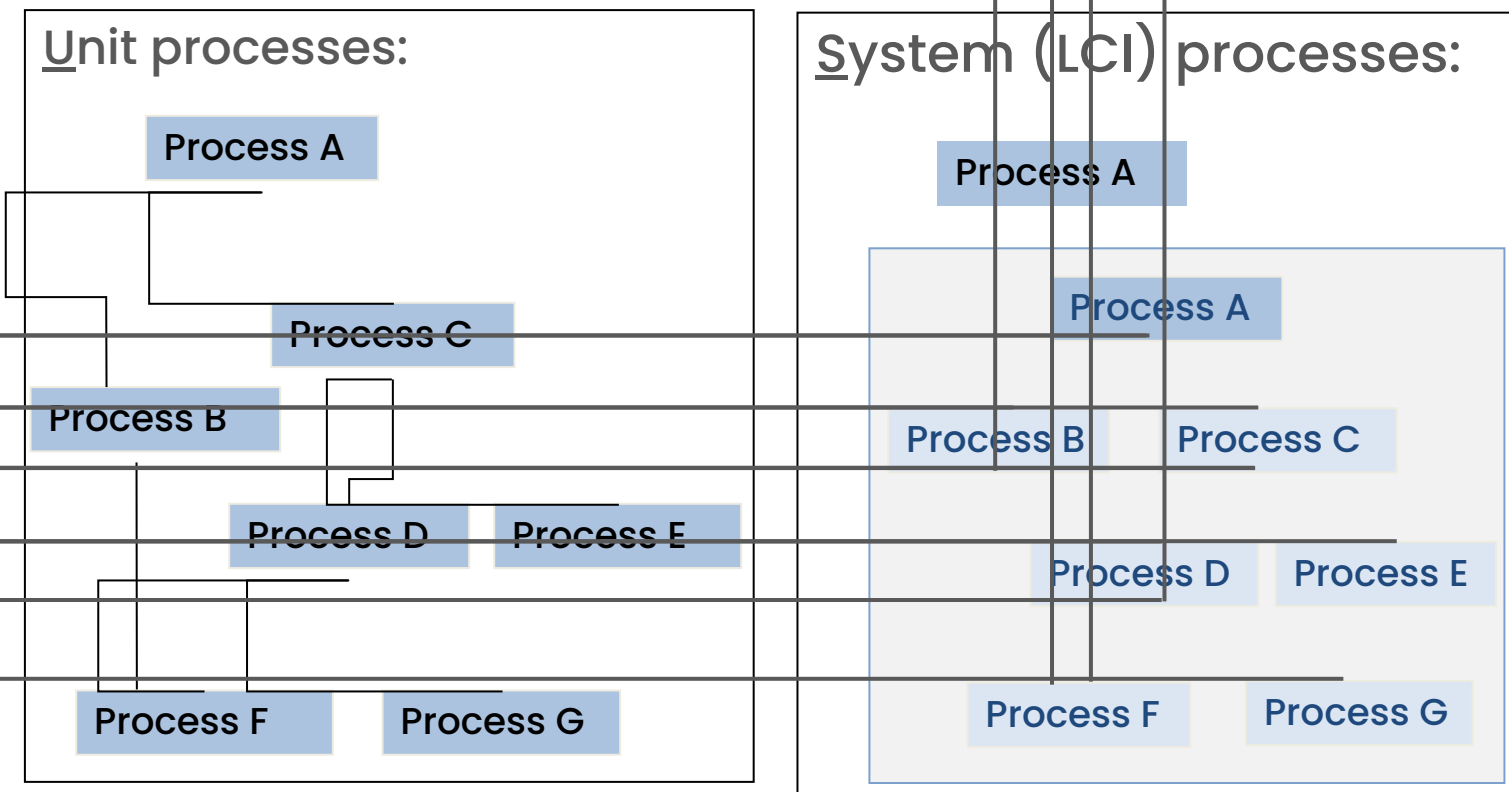 Unit processes:
Process A
Process C
Process B
Process D
Process E
Process F
Process G
System (LCI) processes:
Process A
Process A
Process B
Process C
Process D
Process E
Process F
Process G